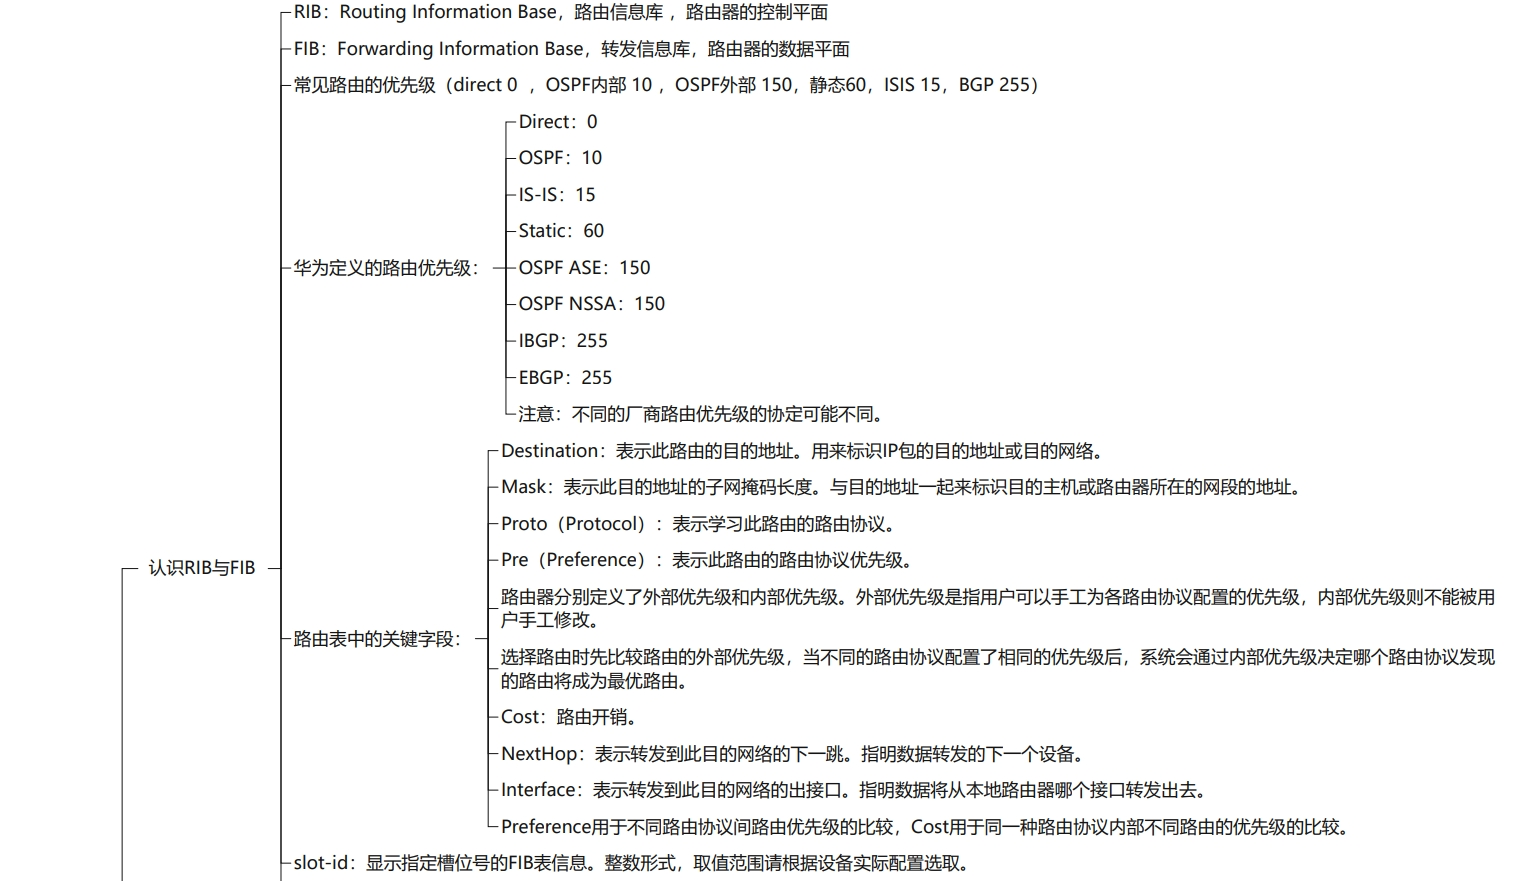 RIB：Routing Information Base，路由信息库 ，路由器的控制平面
FIB：Forwarding Information Base，转发信息库，路由器的数据平面
常见路由的优先级（direct 0 ，OSPF内部 10 ，OSPF外部 150，静态60，ISIS 15，BGP 255）
Direct：0
OSPF：10
IS-IS：15
Static：60
华为定义的路由优先级：
OSPF ASE：150
OSPF NSSA：150
IBGP：255
EBGP：255
注意：不同的厂商路由优先级的协定可能不同。
Destination：表示此路由的目的地址。用来标识IP包的目的地址或目的网络。
Mask：表示此目的地址的子网掩码长度。与目的地址一起来标识目的主机或路由器所在的网段的地址。
Proto（Protocol）：表示学习此路由的路由协议。
Pre（Preference）：表示此路由的路由协议优先级。
认识RIB与FIB
路由器分别定义了外部优先级和内部优先级。外部优先级是指用户可以手工为各路由协议配置的优先级，内部优先级则不能被用
户手工修改。
路由表中的关键字段：
选择路由时先比较路由的外部优先级，当不同的路由协议配置了相同的优先级后，系统会通过内部优先级决定哪个路由协议发现
的路由将成为最优路由。
Cost：路由开销。
NextHop：表示转发到此目的网络的下一跳。指明数据转发的下一个设备。
Interface：表示转发到此目的网络的出接口。指明数据将从本地路由器哪个接口转发出去。
Preference用于不同路由协议间路由优先级的比较，Cost用于同一种路由协议内部不同路由的优先级的比较。
slot-id：显示指定槽位号的FIB表信息。整数形式，取值范围请根据设备实际配置选取。